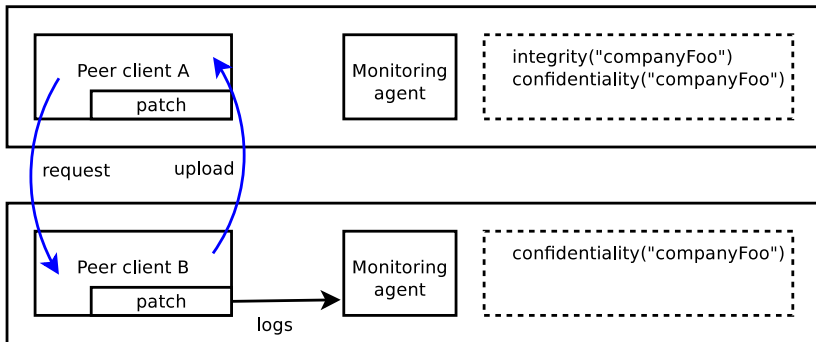 Peer client A
patch
Monitoring
agent
integrity("companyFoo")
confidentiality("companyFoo")
request
upload
Peer client B
patch
logs
Monitoring
agent
confidentiality("companyFoo")